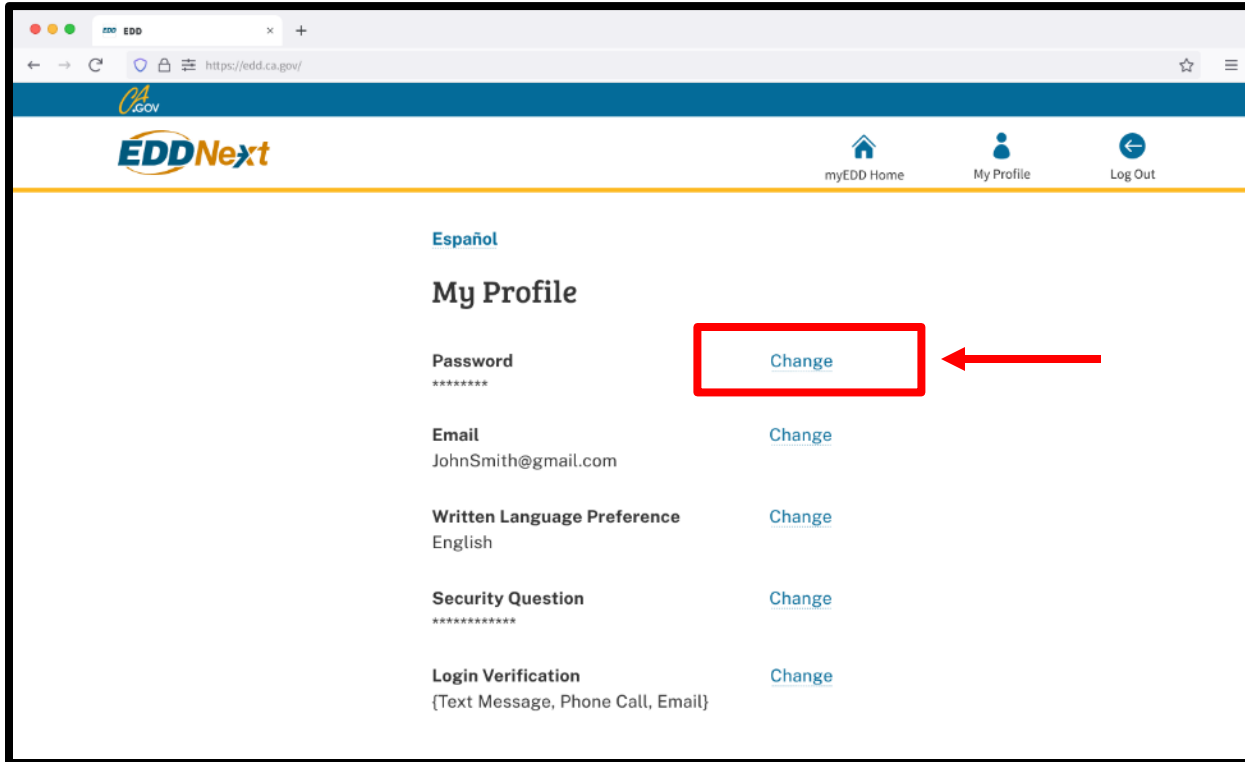 EDD EDD × +
https://edd.ca.gov/
CA.GOV
EDDNext
myEDD Home
My Profile
Log Out
Español
My Profile
Password Change
********
Email Change
JohnSmith@gmail.com
Written Language Preference Change
English
Security Question Change
************
Login Verification Change
{Text Message, Phone Call, Email}